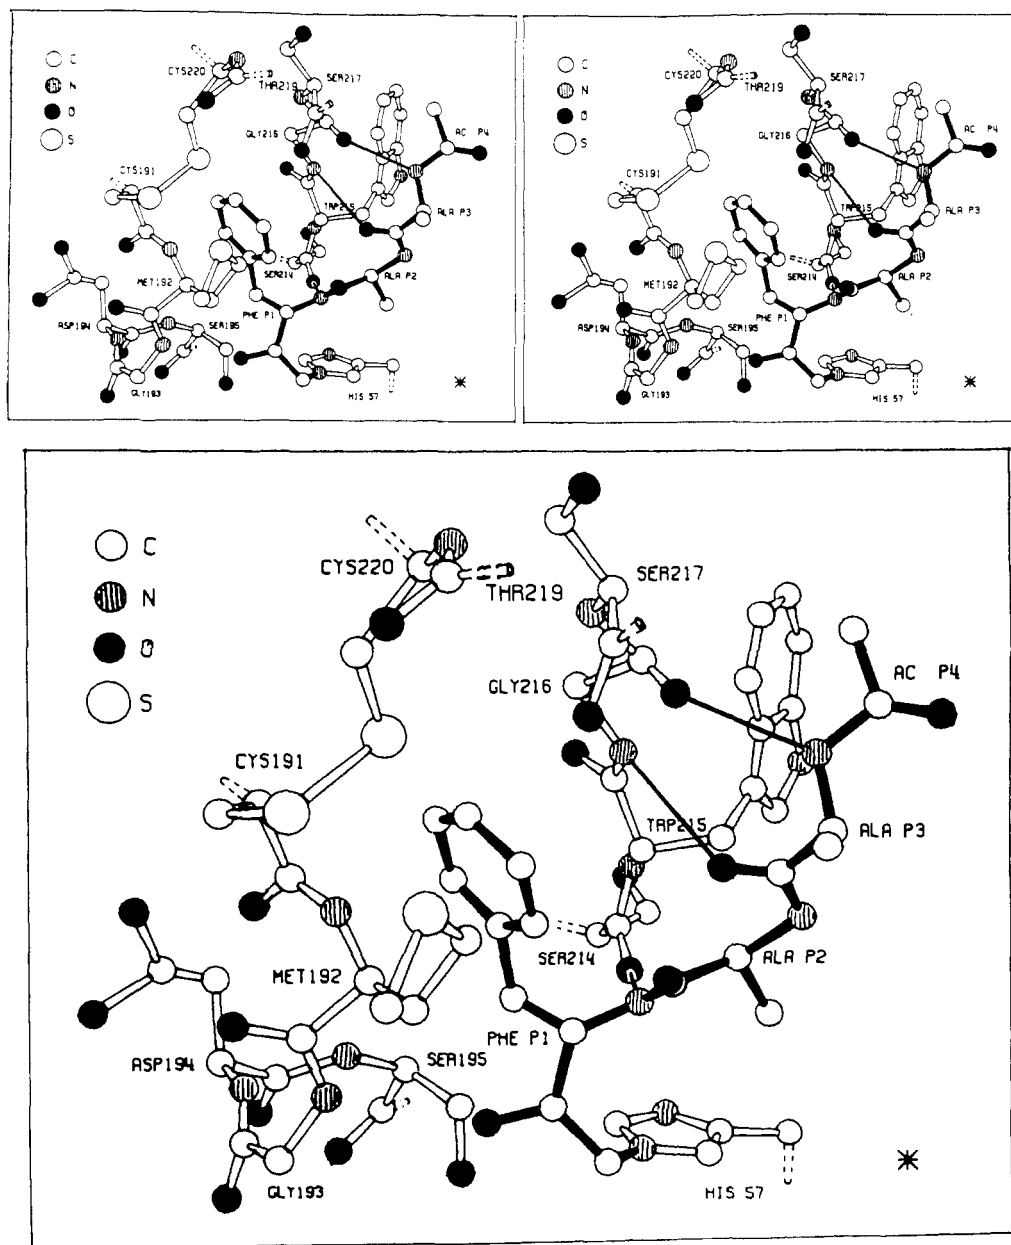 C
N
O
S
CYS220
THR219
SER217
GLY216
CYS191
TRP215
AC P4
ALA P3
MET192
SER214
ALA P2
PHE P1
ASP194
SER195
GLY193
HIS 57
C
N
O
S
CYS220
THR219
SER217
GLY216
CYS191
TRP215
AC P4
ALA P3
MET192
SER214
ALA P2
PHE P1
ASP194
SER195
GLY193
HIS 57
C
N
O
S
CYS220
THR219
SER217
GLY216
AC P4
CYS191
TRP215
ALA P3
MET192
SER214
ALA P2
PHE P1
ASP194
SER195
GLY193
HIS 57